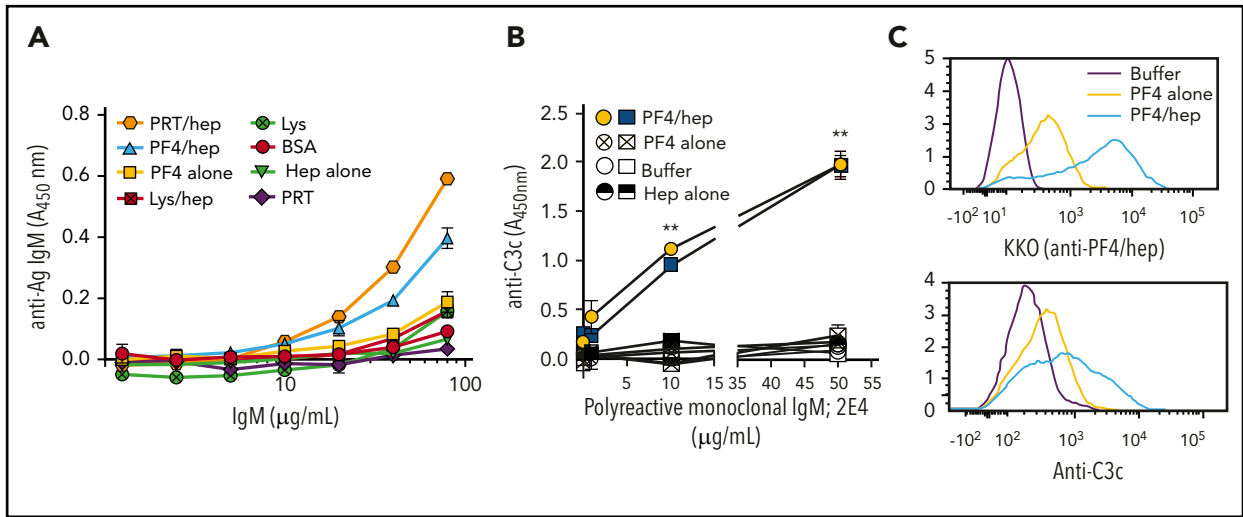 A
anti-Ag IgM (A450 nm)
0.8
0.6
0.4
0.2
0.0
PRT/hep
PF4/hep
PF4 alone
Lys/hep
Lys
BSA
Hep alone
PRT
10
100
IgM (μg/mL)
B
anti-C3c (A450nm)
2.5
2.0
1.5
1.0
0.5
0.0
PF4/hep
PF4 alone
Buffer
Hep alone
**
**
5
10
15
35
40
45
50
55
Polyreactive monoclonal IgM; 2E4
(μg/mL)
C
5
3
2
1
0
Buffer
PF4 alone
PF4/hep
-10² 10¹ 10³ 10⁴ 10⁵
KKO (anti-PF4/hep)
4
3
2
1
0
-10² 10² 10³ 10⁴ 10⁵
Anti-C3c